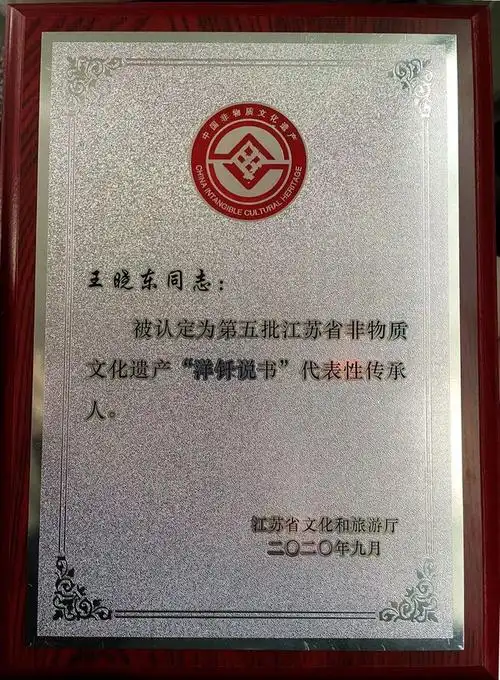 中国非物质文化遗产
CHINA INTANGIBLE CULTURAL HERITAGE
王晓东同志：
被认定为第五批江苏省非物质
文化遗产“洋钎说书”代表性传承
人。
江苏省文化和旅游厅
二〇二〇年九月